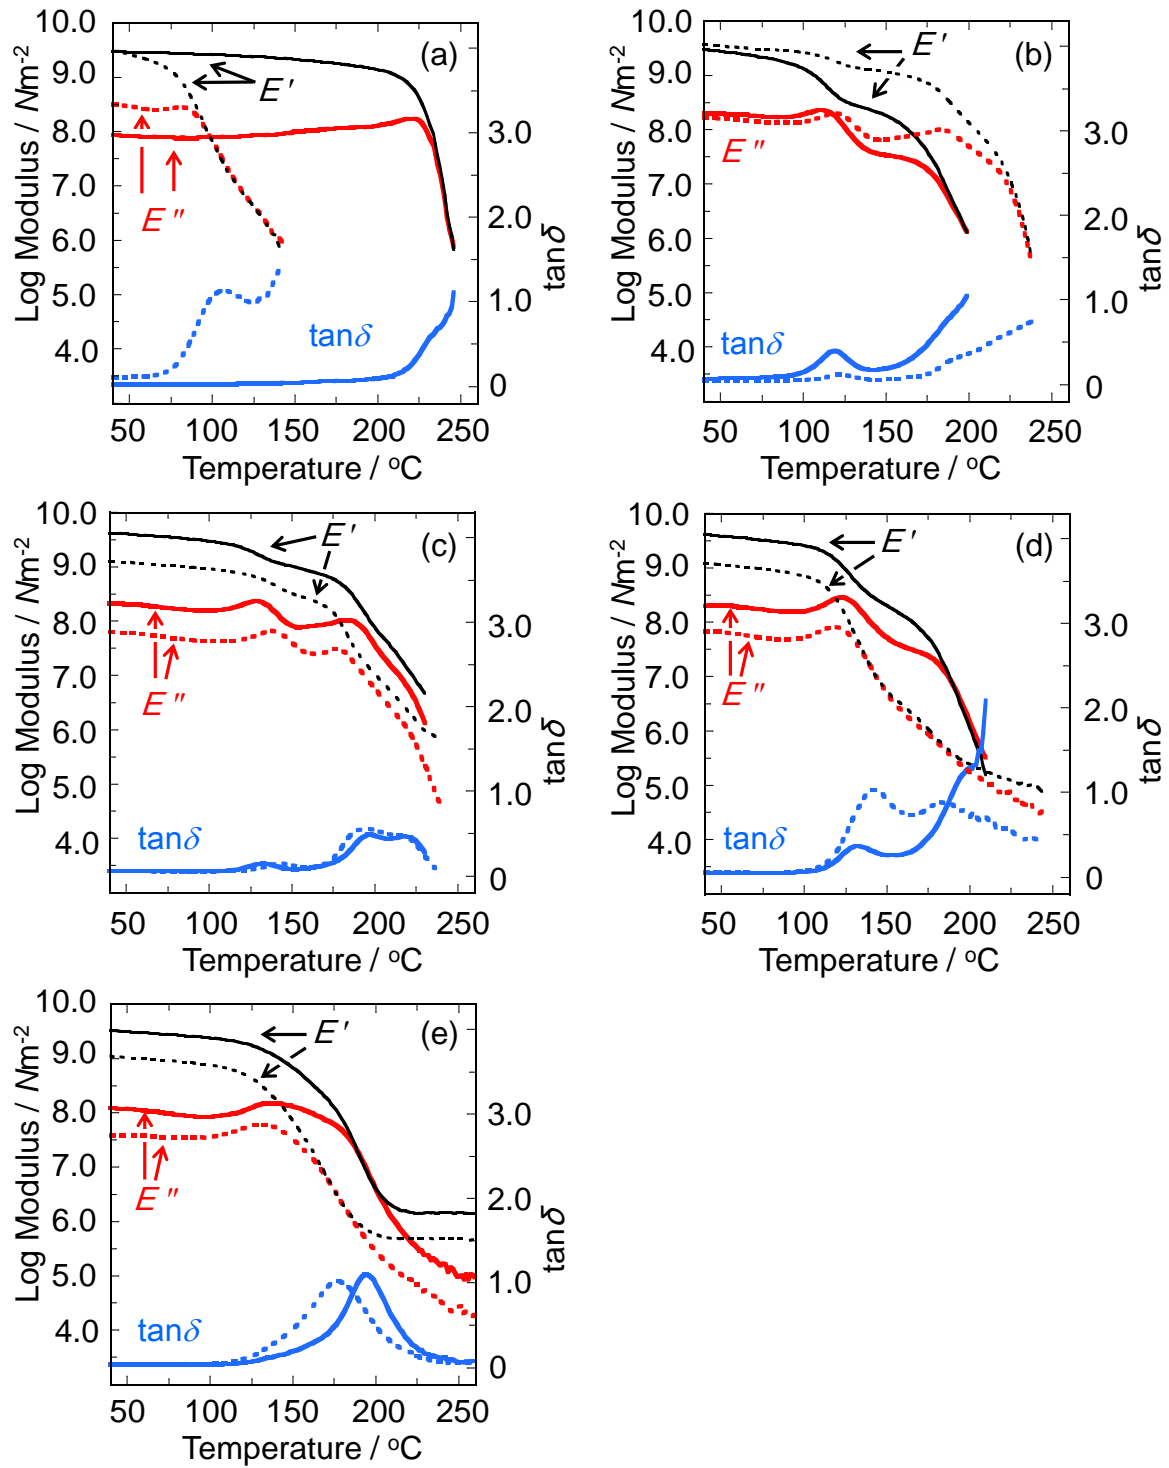 (a)
Log Modulus / Nm-2
10.0
9.0
8.0
7.0
6.0
5.0
4.0
E'
E"
tanδ
3.0
2.0
1.0
0
tanδ
50 100 150 200 250
Temperature / oC
(b)
Log Modulus / Nm-2
10.0
9.0
8.0
7.0
6.0
5.0
4.0
E'
E"
tanδ
3.0
2.0
1.0
0
tanδ
50 100 150 200 250
Temperature / oC
(c)
Log Modulus / Nm-2
10.0
9.0
8.0
7.0
6.0
5.0
4.0
E'
E"
tanδ
3.0
2.0
1.0
0
tanδ
50 100 150 200 250
Temperature / oC
(d)
Log Modulus / Nm-2
10.0
9.0
8.0
7.0
6.0
5.0
4.0
E'
E"
tanδ
3.0
2.0
1.0
0
tanδ
50 100 150 200 250
Temperature / oC
(e)
Log Modulus / Nm-2
10.0
9.0
8.0
7.0
6.0
5.0
4.0
E'
E"
tanδ
3.0
2.0
1.0
0
tanδ
50 100 150 200 250
Temperature / oC